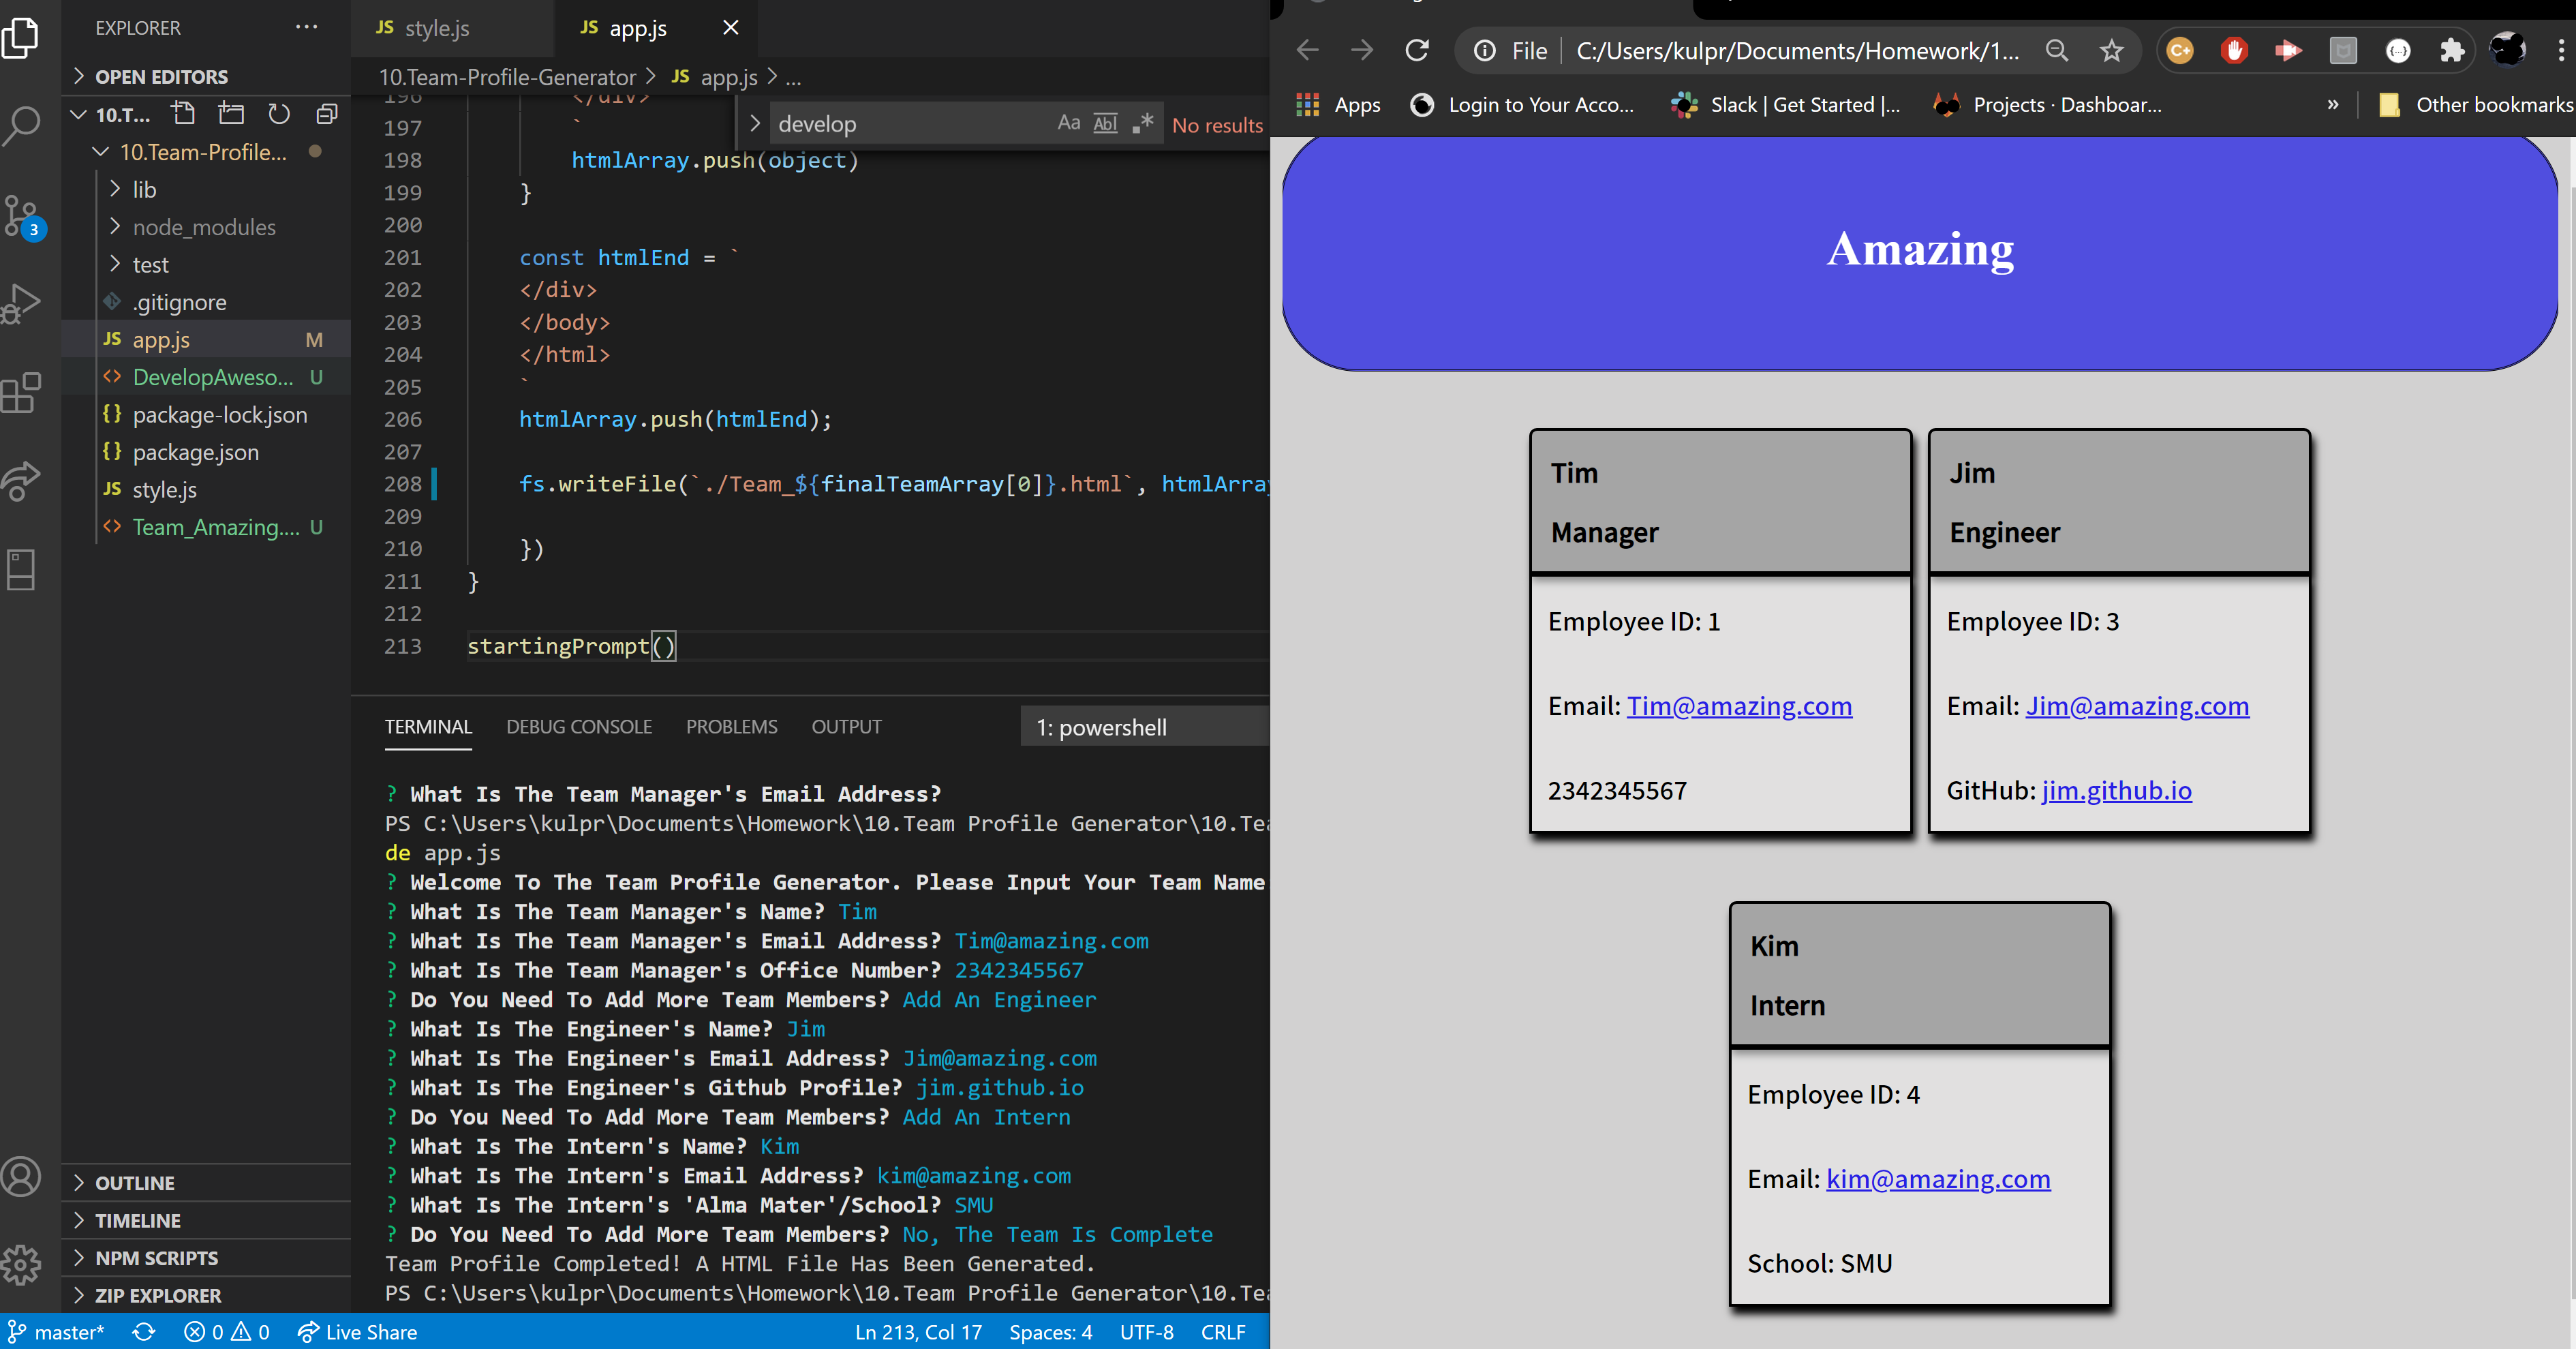 EXPLORER
OPEN EDITORS
10.T...
10.Team-Profile...
lib
node_modules
test
.gitignore
JS app.js M
<> DevelopAweso... U
{} package-lock.json
{} package.json
JS style.js
<> Team_Amazing.... U
3
OUTLINE
TIMELINE
NPM SCRIPTS
ZIP EXPLORER
JS style.js
JS app.js
10.Team-Profile-Generator > JS app.js > ...
develop Aa Abl .* No results
196 </div>
197 `
198 htmlArray.push(object)
199 }
200
201 const htmlEnd = `
202 </div>
203 </body>
204 </html>
205 `
206 htmlArray.push(htmlEnd);
207
208 fs.writeFile(`./Team_${finalTeamArray[0]}.html`, htmlArray
209
210 })
211 }
212
213 startingPrompt()
TERMINAL DEBUG CONSOLE PROBLEMS OUTPUT 1: powershell
? What Is The Team Manager's Email Address?
PS C:\Users\kulpr\Documents\Homework\10.Team Profile Generator\10.Tea
de app.js
? Welcome To The Team Profile Generator. Please Input Your Team Name
? What Is The Team Manager's Name? Tim
? What Is The Team Manager's Email Address? Tim@amazing.com
? What Is The Team Manager's Office Number? 2342345567
? Do You Need To Add More Team Members? Add An Engineer
? What Is The Engineer's Name? Jim
? What Is The Engineer's Email Address? Jim@amazing.com
? What Is The Engineer's Github Profile? jim.github.io
? Do You Need To Add More Team Members? Add An Intern
? What Is The Intern's Name? Kim
? What Is The Intern's Email Address? kim@amazing.com
? What Is The Intern's 'Alma Mater'/School? SMU
? Do You Need To Add More Team Members? No, The Team Is Complete
Team Profile Completed! A HTML File Has Been Generated.
PS C:\Users\kulpr\Documents\Homework\10.Team Profile Generator\10.Tea
master* 0 0 Live Share Ln 213, Col 17 Spaces: 4 UTF-8 CRLF
File C:/Users/kulpr/Documents/Homework/1...
C+
{...}
Apps Login to Your Acco... Slack | Get Started |... Projects · Dashboar... » Other bookmarks
Amazing
Tim
Manager
Employee ID: 1
Email: Tim@amazing.com
2342345567
Jim
Engineer
Employee ID: 3
Email: Jim@amazing.com
GitHub: jim.github.io
Kim
Intern
Employee ID: 4
Email: kim@amazing.com
School: SMU